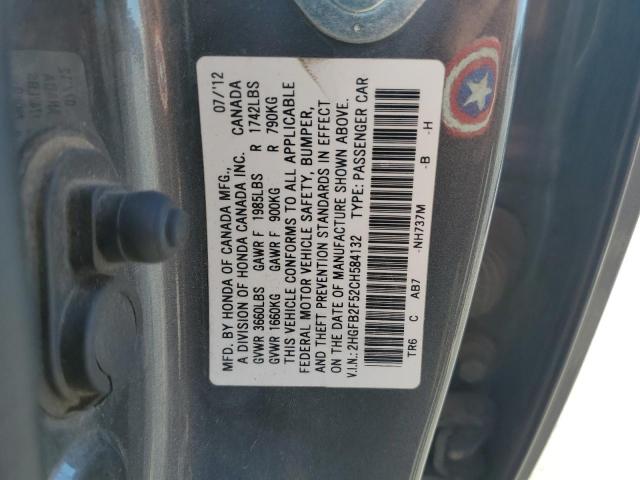 MFD. BY HONDA OF CANADA MFG., 07/'12
A DIVISION OF HONDA CANADA INC. CANADA
GVWR 3660LBS GAWR F 1985LBS R 1742LBS
GVWR 1660KG GAWR F 900KG R 790KG
THIS VEHICLE CONFORMS TO ALL APPLICABLE
FEDERAL MOTOR VEHICLE SAFETY, BUMPER,
AND THEFT PREVENTION STANDARDS IN EFFECT
ON THE DATE OF MANUFACTURE SHOWN ABOVE.
V.I.N.: 2HGFB2F52CH584132 TYPE: PASSENGER CAR
TR6 C AB7 -NH737M -B -H